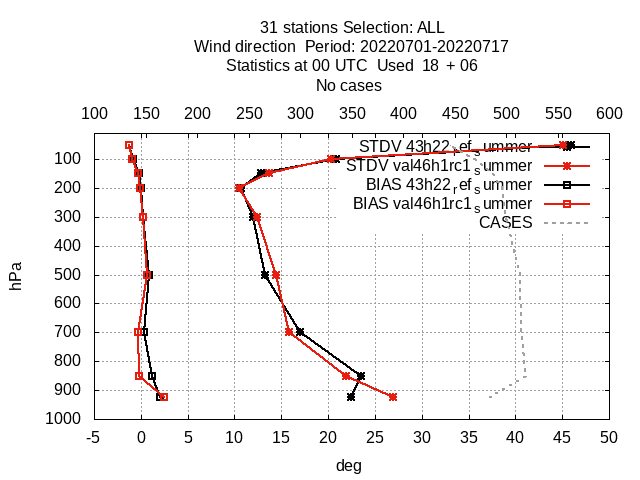 31 stations Selection: ALL
Wind direction Period: 20220701-20220717
Statistics at 00 UTC Used 18 + 06
No cases
100 150 200 250 300 350 400 450 500 550 600
STDV 43h22_ref_summer
100
STDV val46h1rc1_summer
200
BIAS 43h22_ref_summer
BIAS val46h1rc1_summer
300
CASES
400
hPa
500
600
700
800
900
1000
-5 0 5 10 15 20 25 30 35 40 45 50
deg